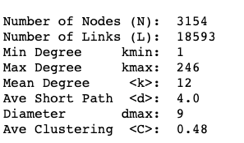 Number of Nodes (N): 3154
Number of Links (L): 18593
Min Degree kmin: 1
Max Degree kmax: 246
Mean Degree <k>: 12
Ave Short Path <d>: 4.0
Diameter dmax: 9
Ave Clustering <C>: 0.48